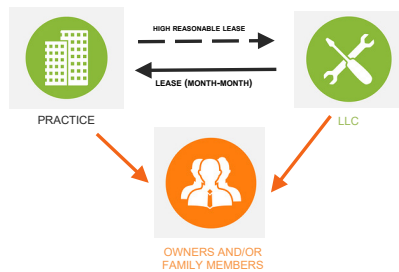 HIGH REASONABLE LEASE
LEASE (MONTH-MONTH)
PRACTICE
LLC
OWNERS AND/OR
FAMILY MEMBERS